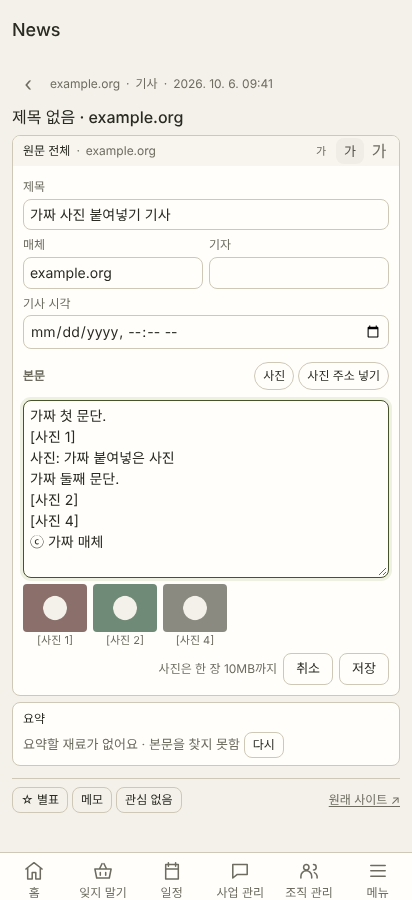 News
‹ example.org · 기사 · 2026. 10. 6. 09:41
제목 없음 · example.org
원문 전체 · example.org 가 가 가
제목
가짜 사진 붙여넣기 기사
매체 기자
example.org
기사 시각
mm/dd/yyyy, --:-- --
본문 사진 사진 주소 넣기
가짜 첫 문단.
[사진 1]
사진: 가짜 붙여넣은 사진
가짜 둘째 문단.
[사진 2]
[사진 4]
ⓒ 가짜 매체
[사진 1] [사진 2] [사진 4]
사진은 한 장 10MB까지 취소 저장
요약
요약할 재료가 없어요 · 본문을 찾지 못함 다시
☆ 별표 메모 관심 없음 원래 사이트 ↗
홈 잊지 말기 일정 사업 관리 조직 관리 메뉴